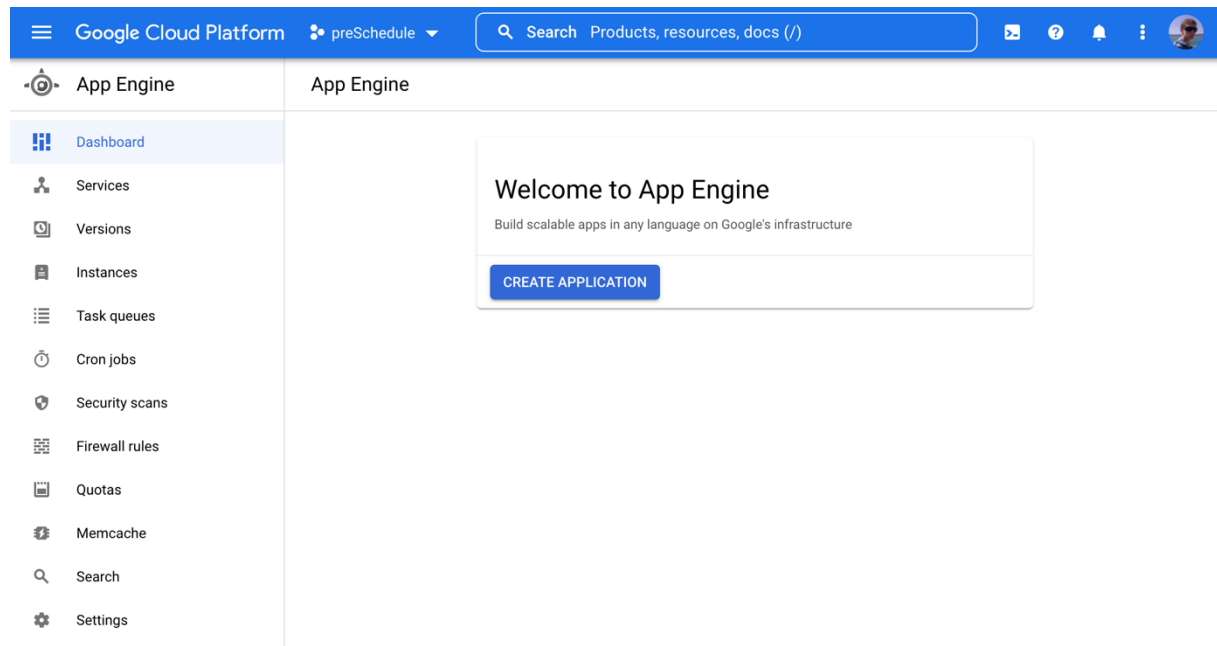 Google Cloud Platform preSchedule Search Products, resources, docs (/)
App Engine
App Engine
Dashboard
Services
Versions
Instances
Task queues
Cron jobs
Security scans
Firewall rules
Quotas
Memcache
Search
Settings
Welcome to App Engine
Build scalable apps in any language on Google's infrastructure
CREATE APPLICATION